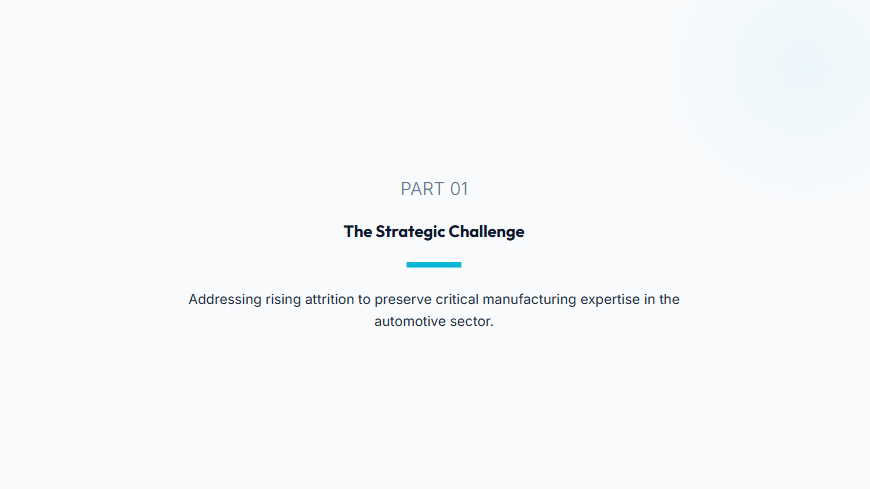 PART 01
The Strategic Challenge
Addressing rising attrition to preserve critical manufacturing expertise in the
automotive sector.